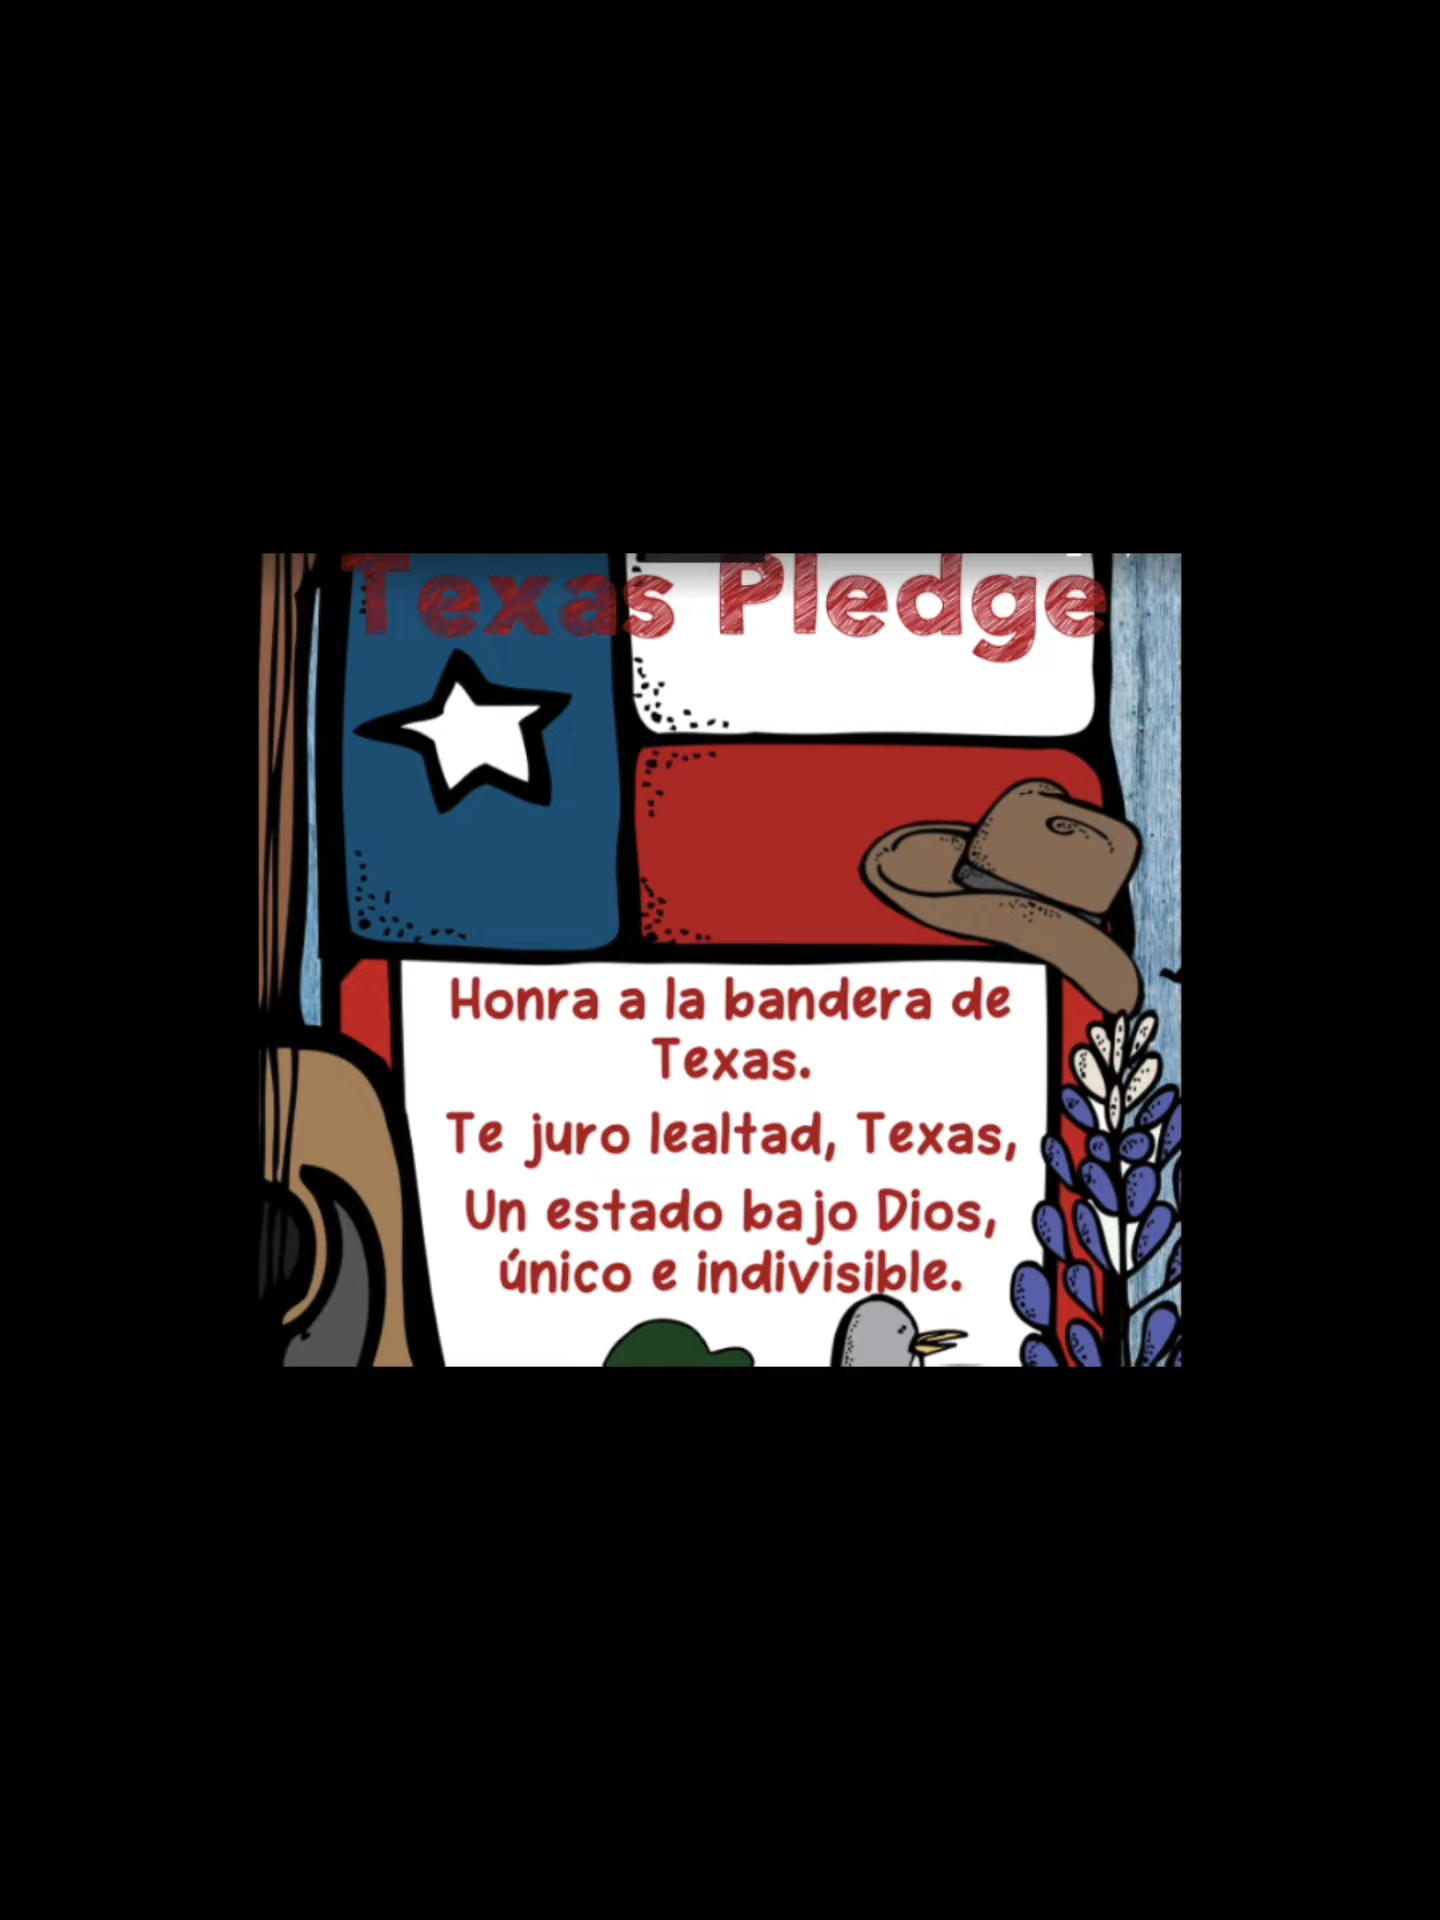 Texas Pledge
Honra a la bandera de
Texas.
Te juro lealtad, Texas,
Un estado bajo Dios,
único e indivisible.